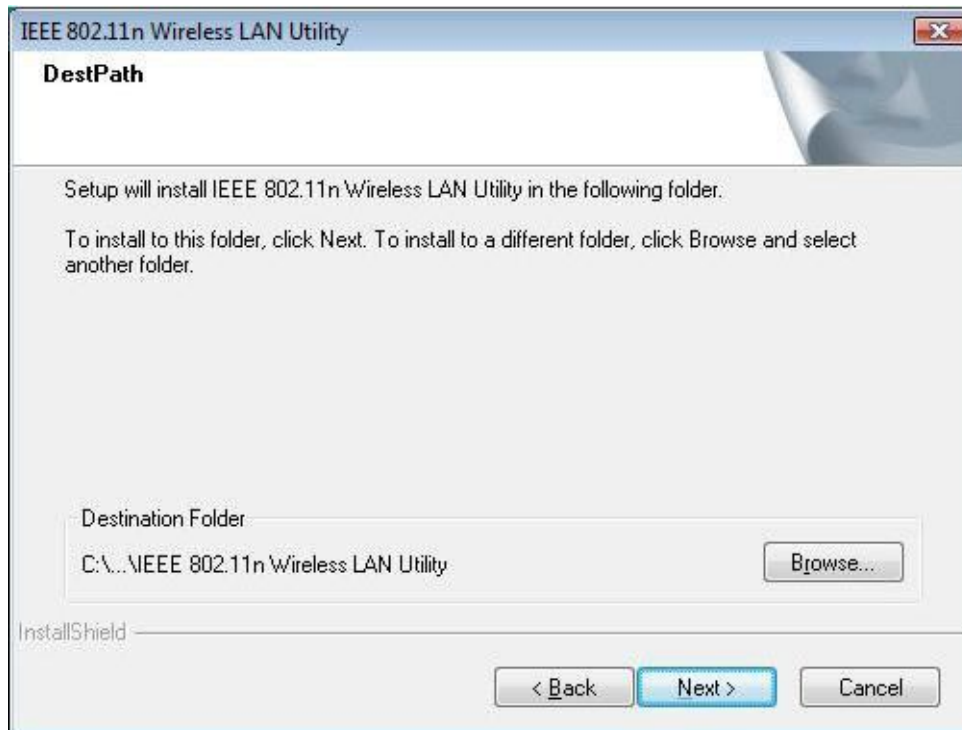 IEEE 802.11n Wireless LAN Utility
DestPath
Setup will install IEEE 802.11n Wireless LAN Utility in the following folder.
To install to this folder, click Next. To install to a different folder, click Browse and select
another folder.
Destination Folder
C:\...\IEEE 802.11n Wireless LAN Utility
Browse...
InstallShield
< Back
Next >
Cancel